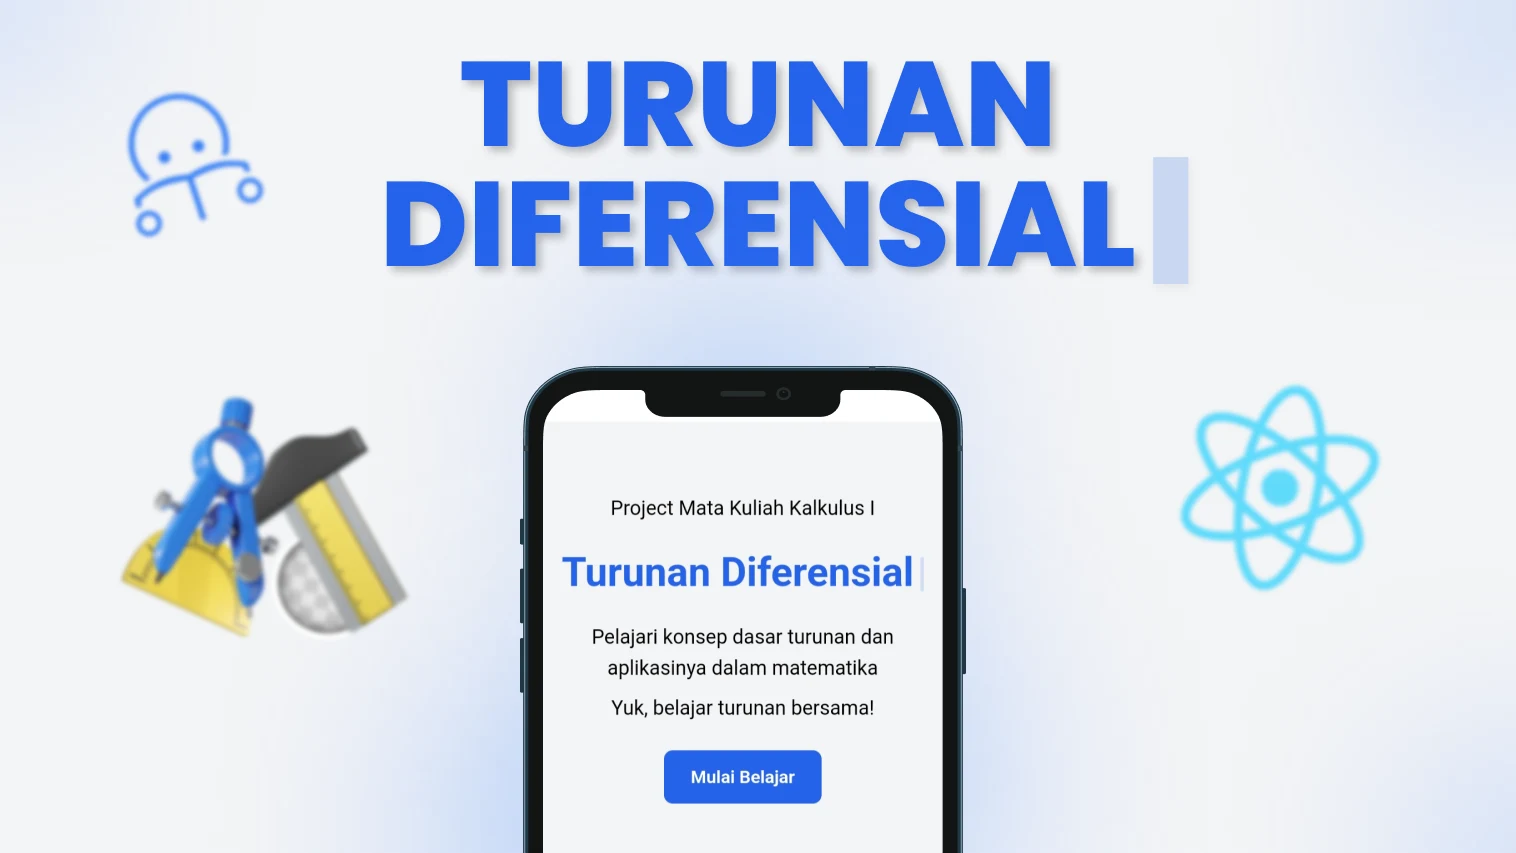 TURUNAN
DIFERENSIAL
Project Mata Kuliah Kalkulus I
Turunan Diferensial
Pelajari konsep dasar turunan dan
aplikasinya dalam matematika
Yuk, belajar turunan bersama!
Mulai Belajar